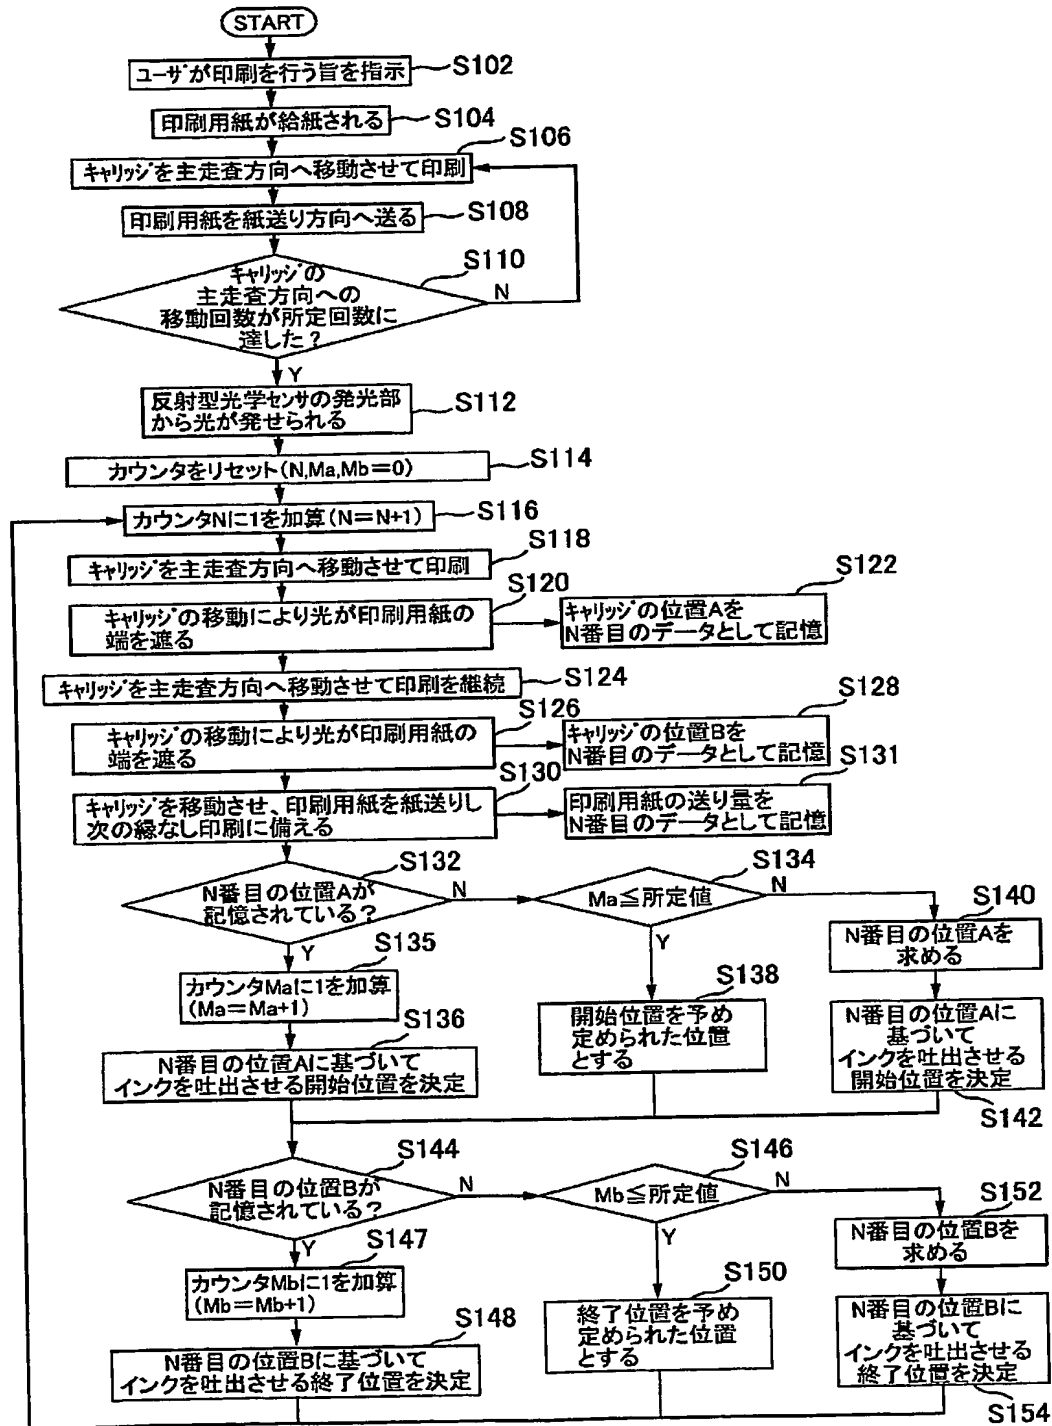 START
ユーザが印刷を行う旨を指示
S102
印刷用紙が給紙される
S104
S106
キャリッジを主走査方向へ移動させて印刷
印刷用紙を紙送り方向へ送る
S108
S110
キャリッジの
主走査方向への
移動回数が所定回数に
達した?
N
Y
反射型光学センサの発光部
から光が発せられる
S112
カウンタをリセット(N,Ma,Mb=0)
S114
カウンタNに1を加算(N=N+1)
S116
S118
キャリッジを主走査方向へ移動させて印刷
S120
キャリッジの移動により光が印刷用紙の
端を遮る
S122
キャリッジの位置Aを
N番目のデータとして記憶
キャリッジを主走査方向へ移動させて印刷を継続
S124
S126
キャリッジの移動により光が印刷用紙の
端を遮る
S128
キャリッジの位置Bを
N番目のデータとして記憶
S130
キャリッジを移動させ、印刷用紙を紙送りし
次の縁なし印刷に備える
S131
印刷用紙の送り量を
N番目のデータとして記憶
S132
N番目の位置Aが
記憶されている?
N
Y
S134
Ma≦所定値
N
Y
S140
N番目の位置Aを
求める
S135
カウンタMaに1を加算
(Ma=Ma+1)
S138
開始位置を予め
定められた位置
とする
N番目の位置Aに
基づいて
インクを吐出させる
開始位置を決定
S142
S136
N番目の位置Aに基づいて
インクを吐出させる開始位置を決定
S144
N番目の位置Bが
記憶されている?
N
Y
S146
Mb≦所定値
N
Y
S152
N番目の位置Bを
求める
S147
カウンタMbに1を加算
(Mb=Mb+1)
S150
終了位置を予め
定められた位置
とする
N番目の位置Bに
基づいて
インクを吐出させる
終了位置を決定
S154
S148
N番目の位置Bに基づいて
インクを吐出させる終了位置を決定